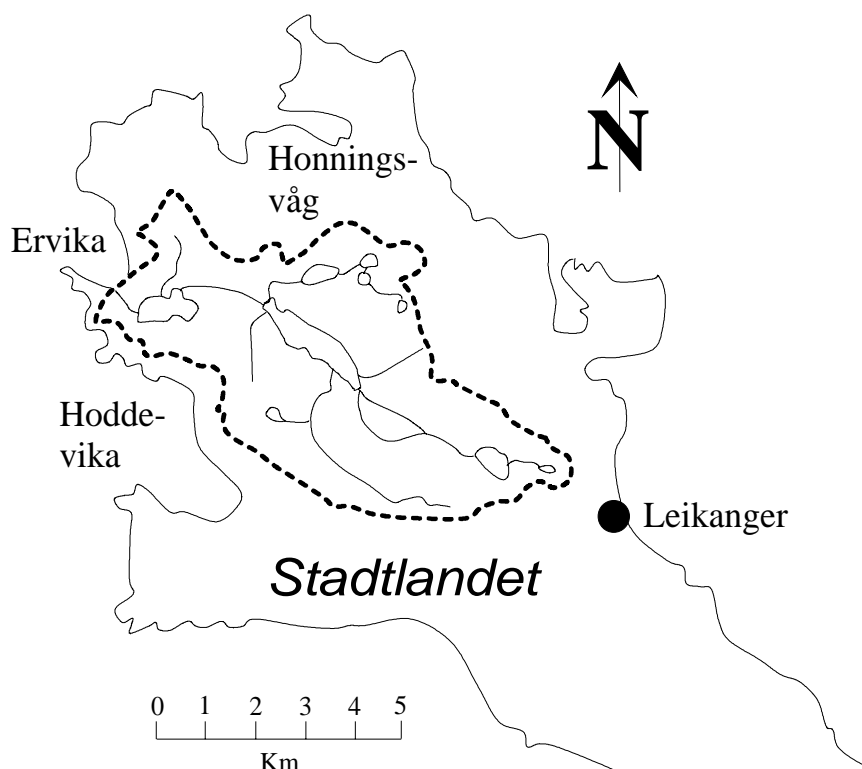 Honnings-
våg
N
Ervika
Hodde-
vika
Leikanger
Stadtlandet
0 1 2 3 4 5
Km